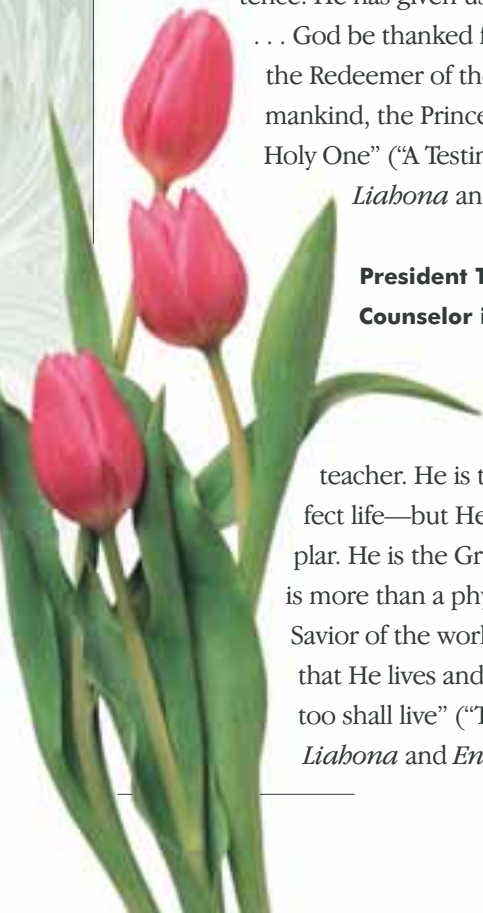 tence. He has given us
. . . God be thanked f
the Redeemer of the
mankind, the Prince
Holy One” (“A Testim
Liahona and
President T
Counselor i
teacher. He is t
fect life—but He
plar. He is the Gr
is more than a phy
Savior of the worl
that He lives and
too shall live” (“T
Liahona and En